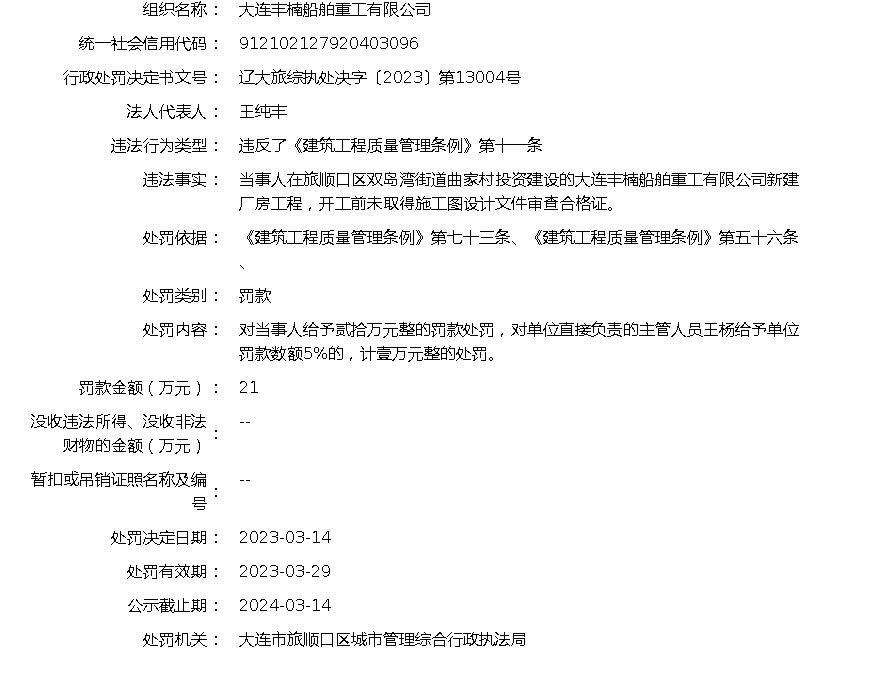 组织名称： 大连丰楠船舶重工有限公司
统一社会信用代码： 912102127920403096
行政处罚决定书文号： 辽大旅综执处决字〔2023〕第13004号
法人代表人： 王纯丰
违法行为类型： 违反了《建筑工程质量管理条例》第十一条
违法事实： 当事人在旅顺口区双岛湾街道曲家村投资建设的大连丰楠船舶重工有限公司新建
厂房工程，开工前未取得施工图设计文件审查合格证。
处罚依据： 《建筑工程质量管理条例》第七十三条、《建筑工程质量管理条例》第五十六条
、
处罚类别： 罚款
处罚内容： 对当事人给予贰拾万元整的罚款处罚，对单位直接负责的主管人员王杨给予单位
罚款数额5%的，计壹万元整的处罚。
罚款金额（万元）： 21
没收违法所得、没收非法
财物的金额（万元）： --
暂扣或吊销证照名称及编
号： --
处罚决定日期： 2023-03-14
处罚有效期： 2023-03-29
公示截止期： 2024-03-14
处罚机关： 大连市旅顺口区城市管理综合行政执法局